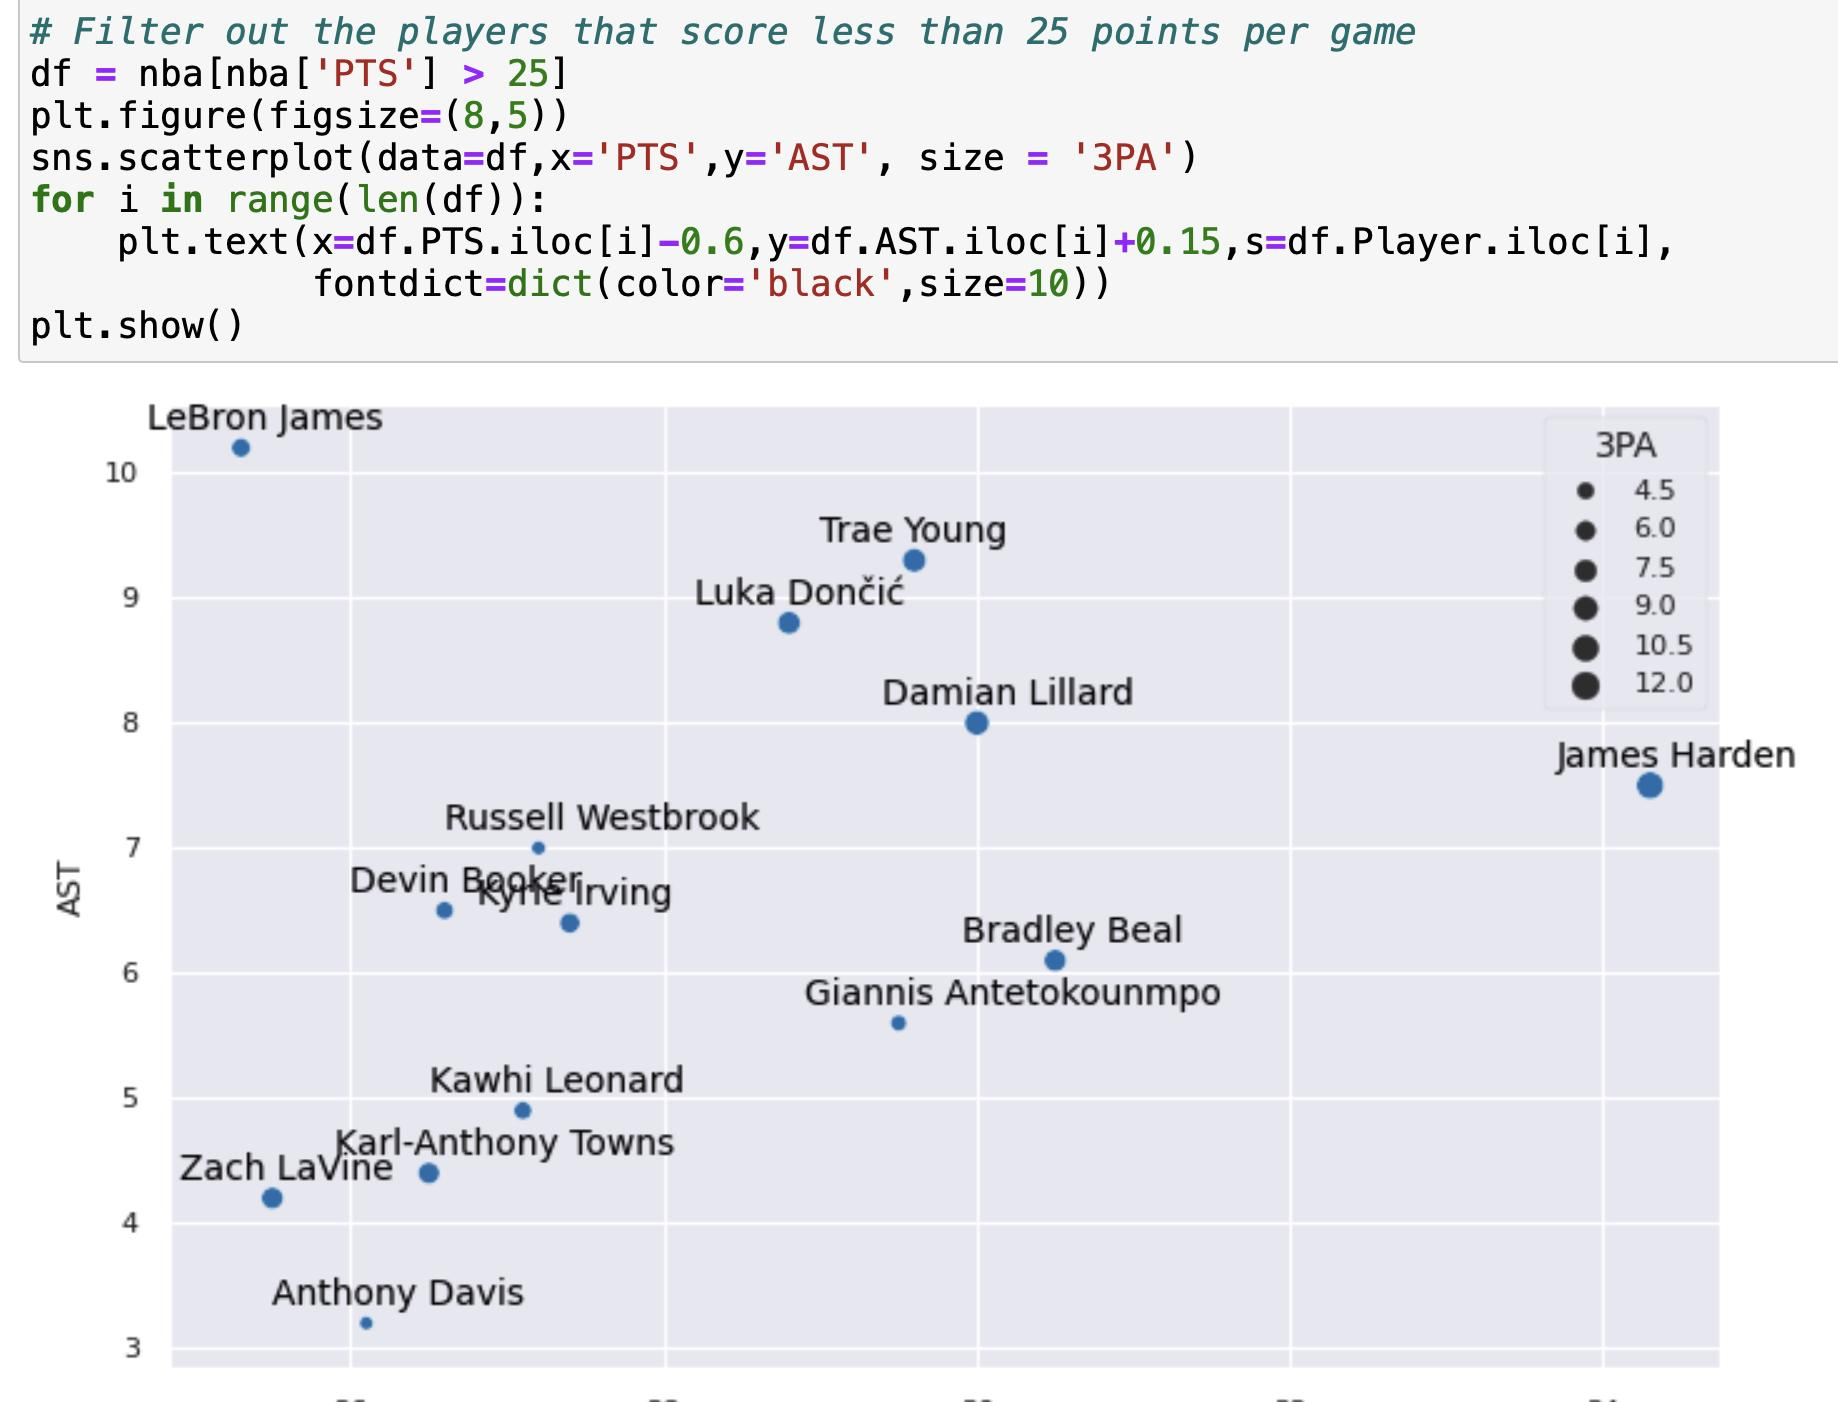 # Filter out the players that score less than 25 points per game
df = nba[nba['PTS'] > 25]
plt.figure(figsize=(8,5))
sns.scatterplot(data=df,x='PTS',y='AST', size = '3PA')
for i in range(len(df)):
    plt.text(x=df.PTS.iloc[i]-0.6,y=df.AST.iloc[i]+0.15,s=df.Player.iloc[i],
             fontdict=dict(color='black',size=10))
plt.show()
LeBron James
3PA
10
4.5
Trae Young
6.0
7.5
Luka Dončić
9
9.0
10.5
Damian Lillard
12.0
8
James Harden
Russell Westbrook
7
AST
Devin Booker
Kyrie Irving
Bradley Beal
6
Giannis Antetokounmpo
Kawhi Leonard
5
Karl-Anthony Towns
Zach LaVine
4
Anthony Davis
3